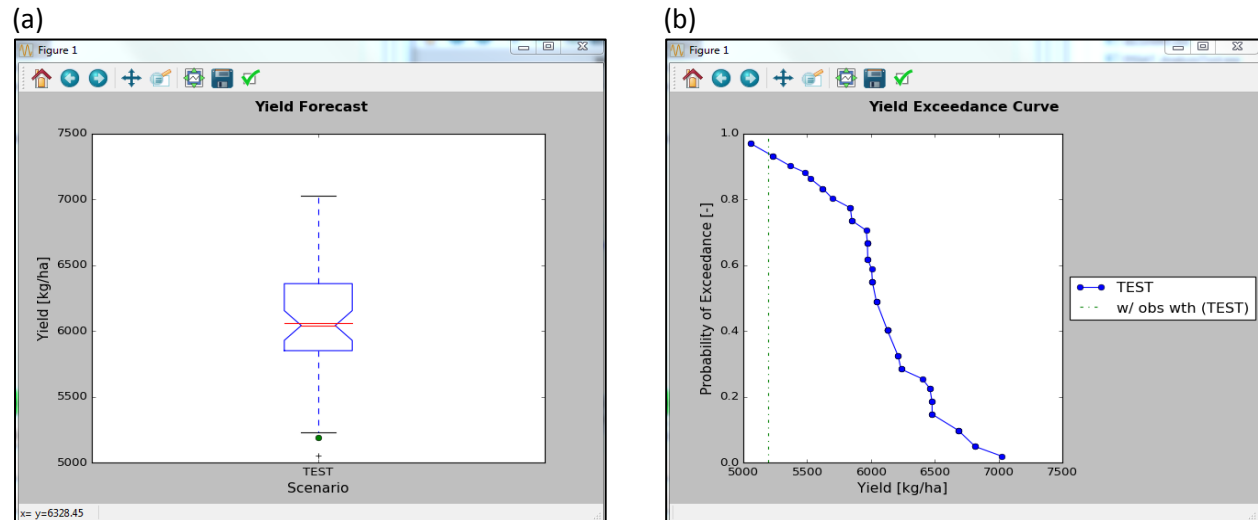 (a)
Figure 1
Yield Forecast
7500
7000
6500
6000
5500
5000
Yield [kg/ha]
TEST
Scenario
x= y=6328.45
(b)
Figure 1
Yield Exceedance Curve
1.0
0.8
0.6
0.4
0.2
0.0
Probability of Exceedance [-]
5000 5500 6000 6500 7000 7500
Yield [kg/ha]
TEST
w/ obs wth (TEST)